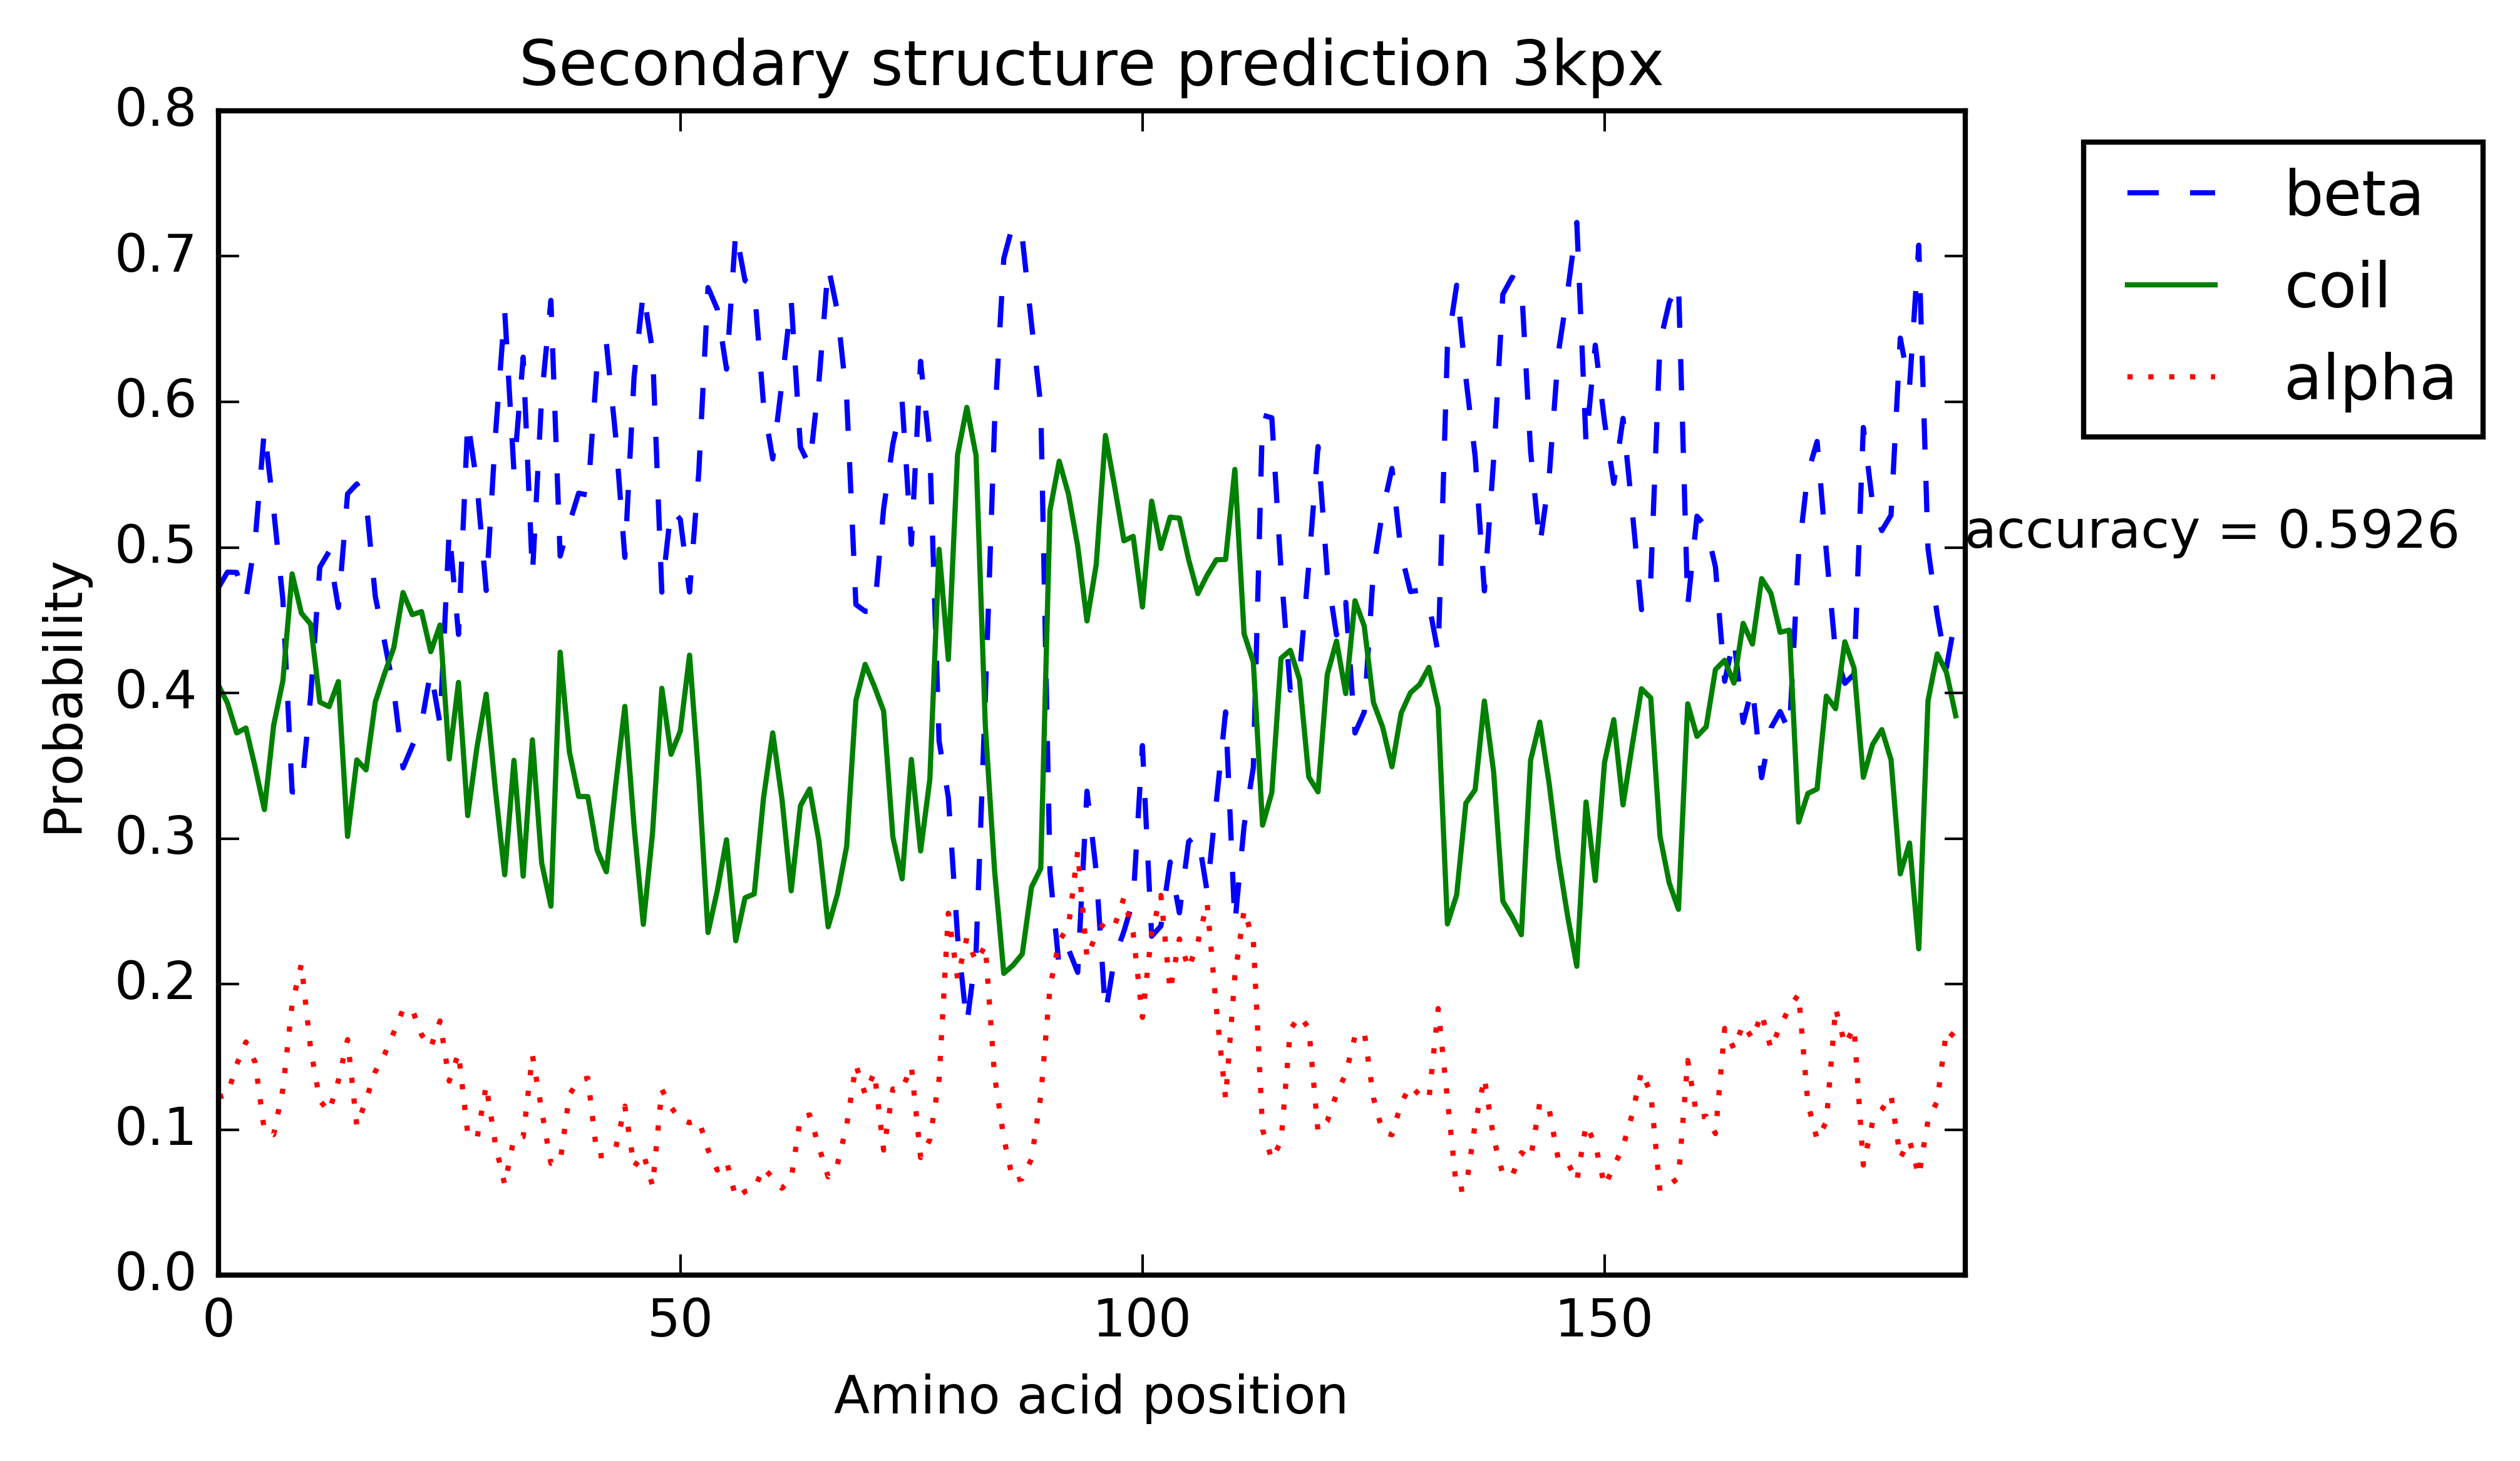 Secondary structure prediction 3kpx
0.8
0.7
0.6
0.5
0.4
0.3
0.2
0.1
0.0
Probability
0
50
100
150
Amino acid position
beta
coil
alpha
accuracy = 0.5926